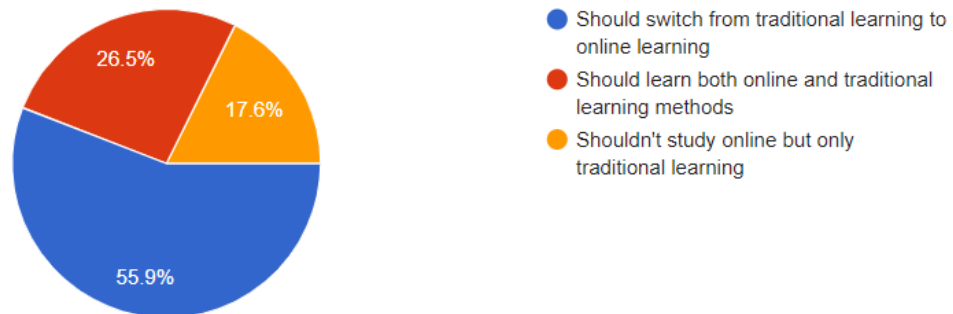 Should switch from traditional learning to
online learning
26.5%
Should learn both online and traditional
learning methods
17.6%
Shouldn't study online but only
traditional learning
55.9%